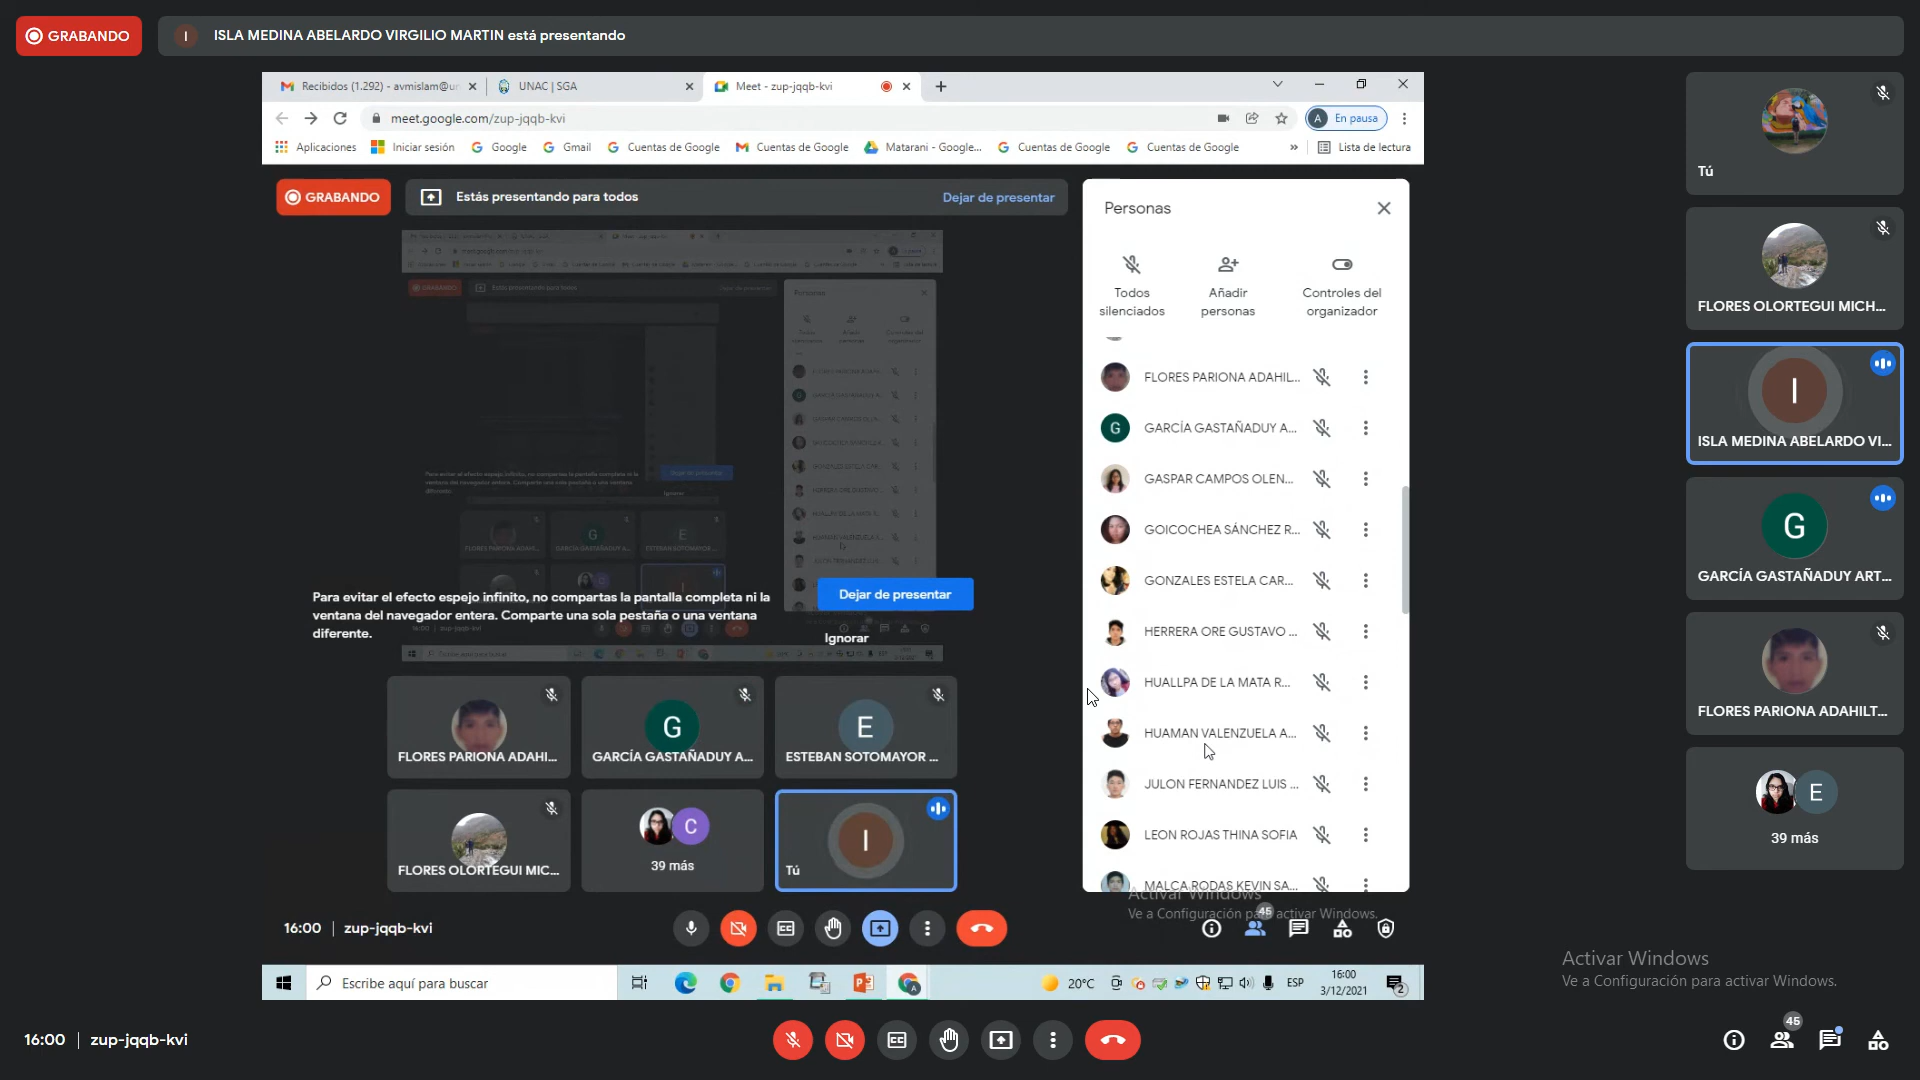 GRABANDO
I ISLA MEDINA ABELARDO VIRGILIO MARTIN está presentando
Recibidos (1.292) - avmislam@ur
UNAC | SGA
Meet - zup-jqqb-kvi
meet.google.com/zup-jqqb-kvi
A En pausa
Aplicaciones
Iniciar sesión
Google
Gmail
Cuentas de Google
Cuentas de Google
Matarani - Google...
Cuentas de Google
Cuentas de Google
»
Lista de lectura
GRABANDO
Estás presentando para todos
Dejar de presentar
Para evitar el efecto espejo infinito, no compartas la pantalla completa ni la
ventana del navegador entera. Comparte una sola pestaña o una ventana
diferente.
Dejar de presentar
Ignorar
FLORES PARIONA ADAHI...
G
GARCÍA GASTAÑADUY A...
E
ESTEBAN SOTOMAYOR ...
FLORES OLORTEGUI MIC...
C
39 más
I
Tú
Personas
Todos
silenciados
Añadir
personas
Controles del
organizador
FLORES PARIONA ADAHIL...
G GARCÍA GASTAÑADUY A...
GASPAR CAMPOS OLEN...
GOICOCHEA SÁNCHEZ R...
GONZALES ESTELA CAR...
HERRERA ORE GUSTAVO ...
HUALLPA DE LA MATA R...
HUAMAN VALENZUELA A...
JULON FERNANDEZ LUIS ...
LEON ROJAS THINA SOFIA
MALCA RODAS KEVIN SA...
Activar Windows
Ve a Configuración para activar Windows.
16:00 | zup-jqqb-kvi
45
Escribe aquí para buscar
20°C
ESP
16:00
3/12/2021
2
Tú
FLORES OLORTEGUI MICH...
I
ISLA MEDINA ABELARDO VI...
G
GARCÍA GASTAÑADUY ART...
FLORES PARIONA ADAHILT...
E
39 más
Activar Windows
Ve a Configuración para activar Windows.
16:00 | zup-jqqb-kvi
45